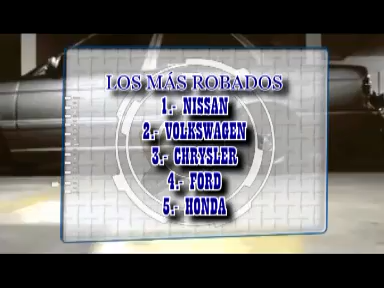 LOS MÁS ROBADOS
1.- NISSAN
2.- VOLKSWAGEN
3.- CHRYSLER
4.- FORD
5.- HONDA